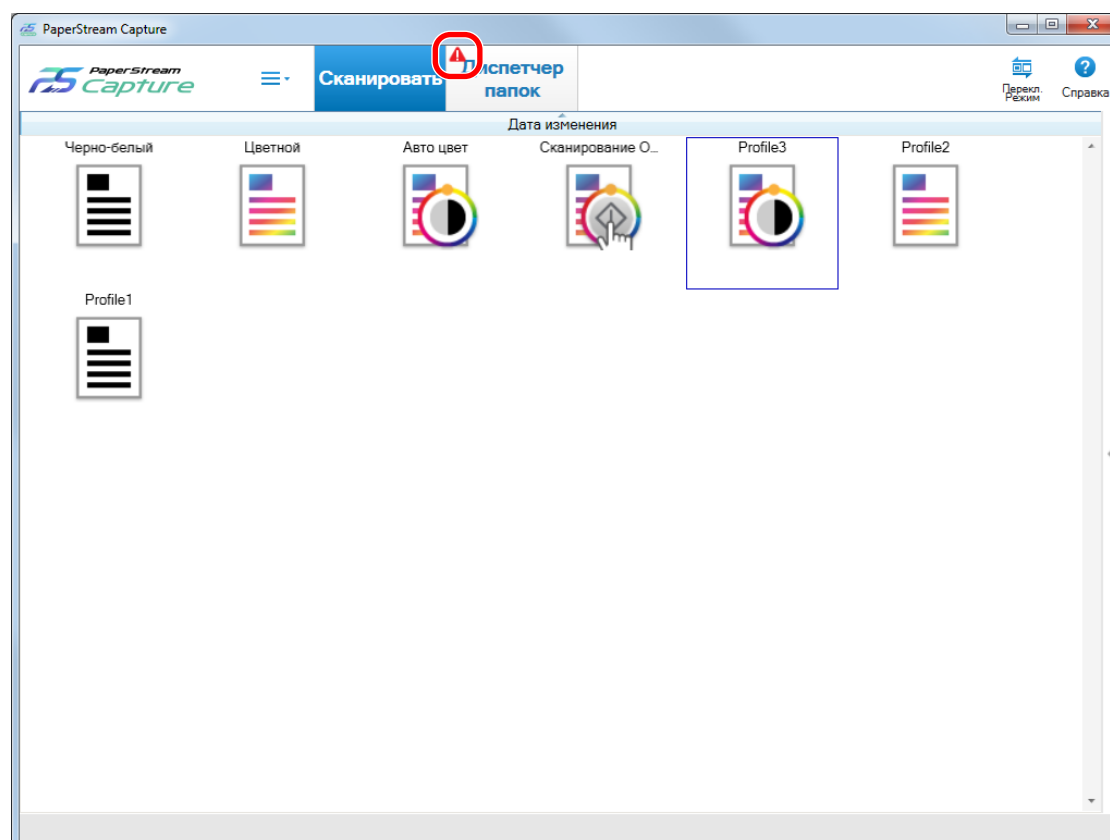 PaperStream Capture
PaperStream
Capture
Сканировать
Диспетчер
папок
Перекл.
Режим
Справка
Дата изменения
Черно-белый
Цветной
Авто цвет
Сканирование О...
Profile3
Profile2
Profile1